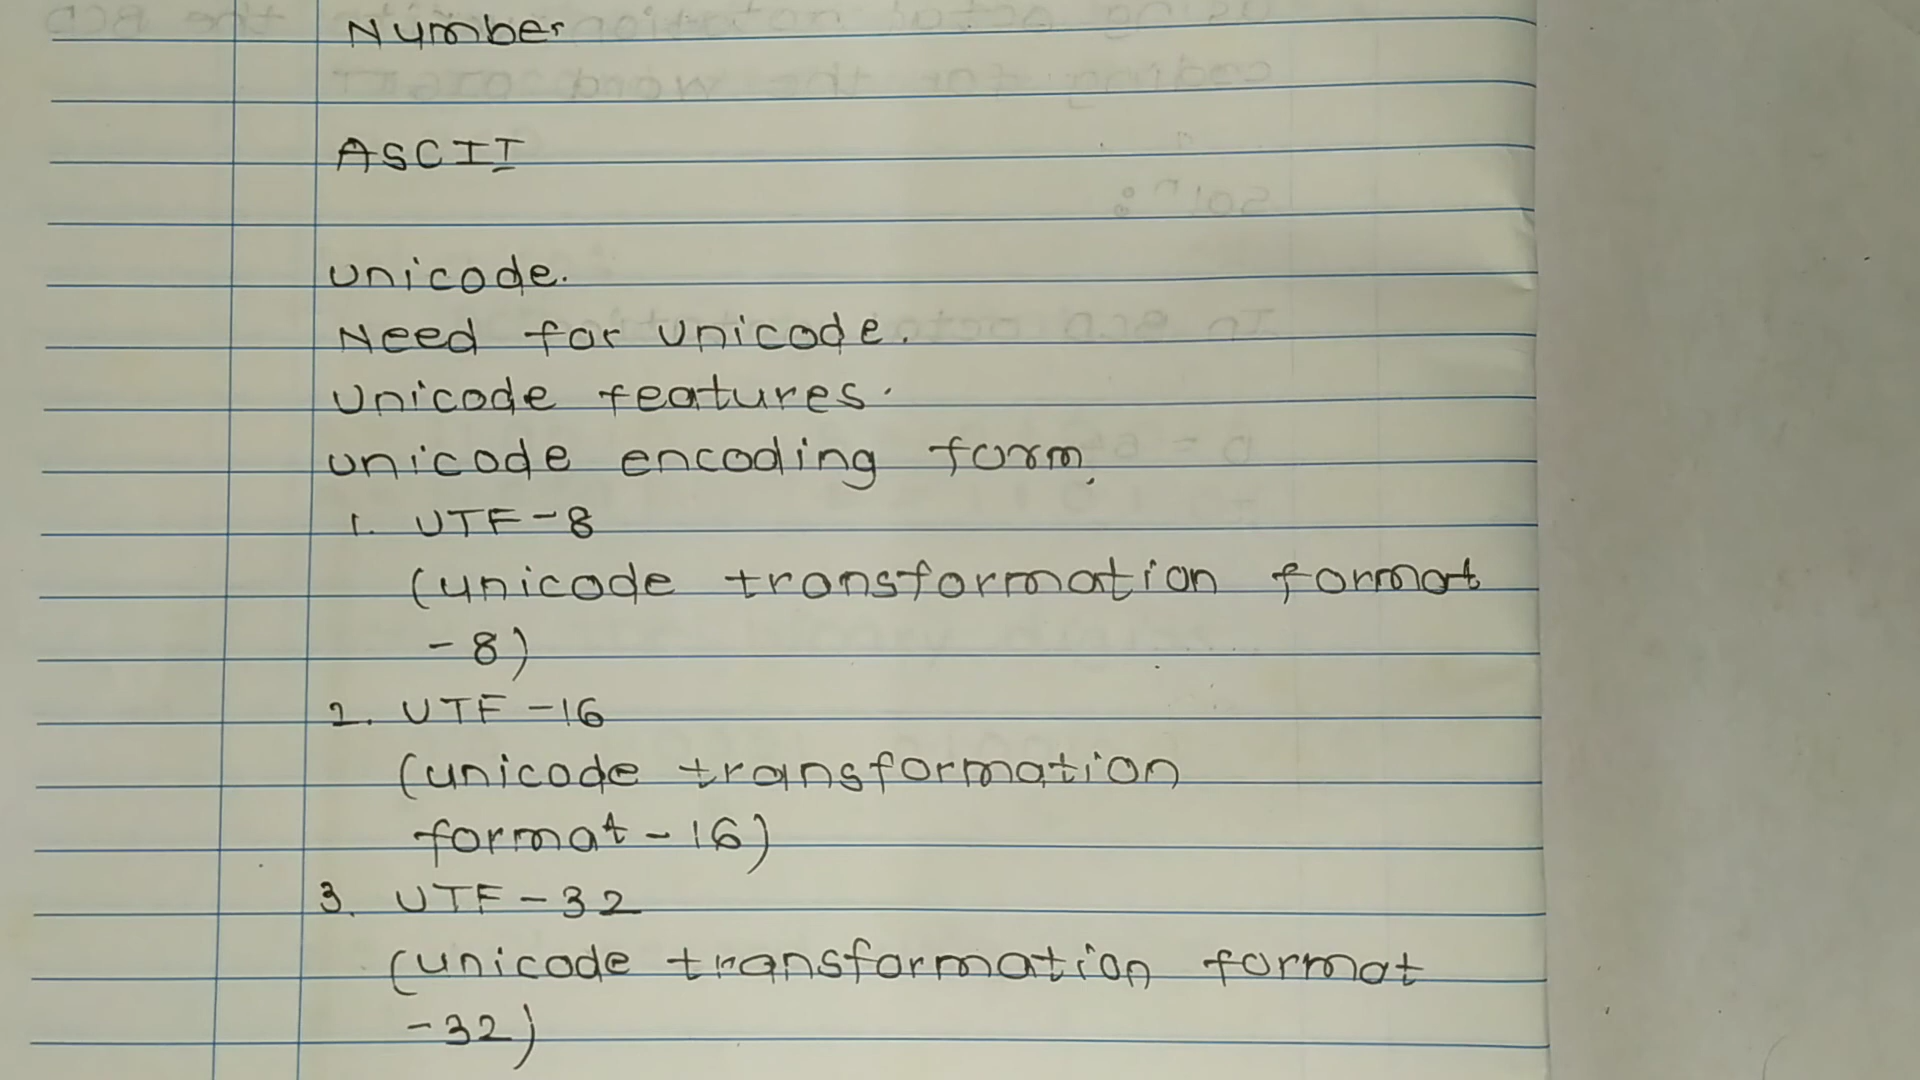 Number
ASCII
unicode.
Need for unicode.
Unicode features.
unicode encoding form.
1. UTF-8
(unicode transformation format
-8)
2. UTF-16
(unicode transformation
format-16)
3. UTF-32
(unicode transformation format
-32)